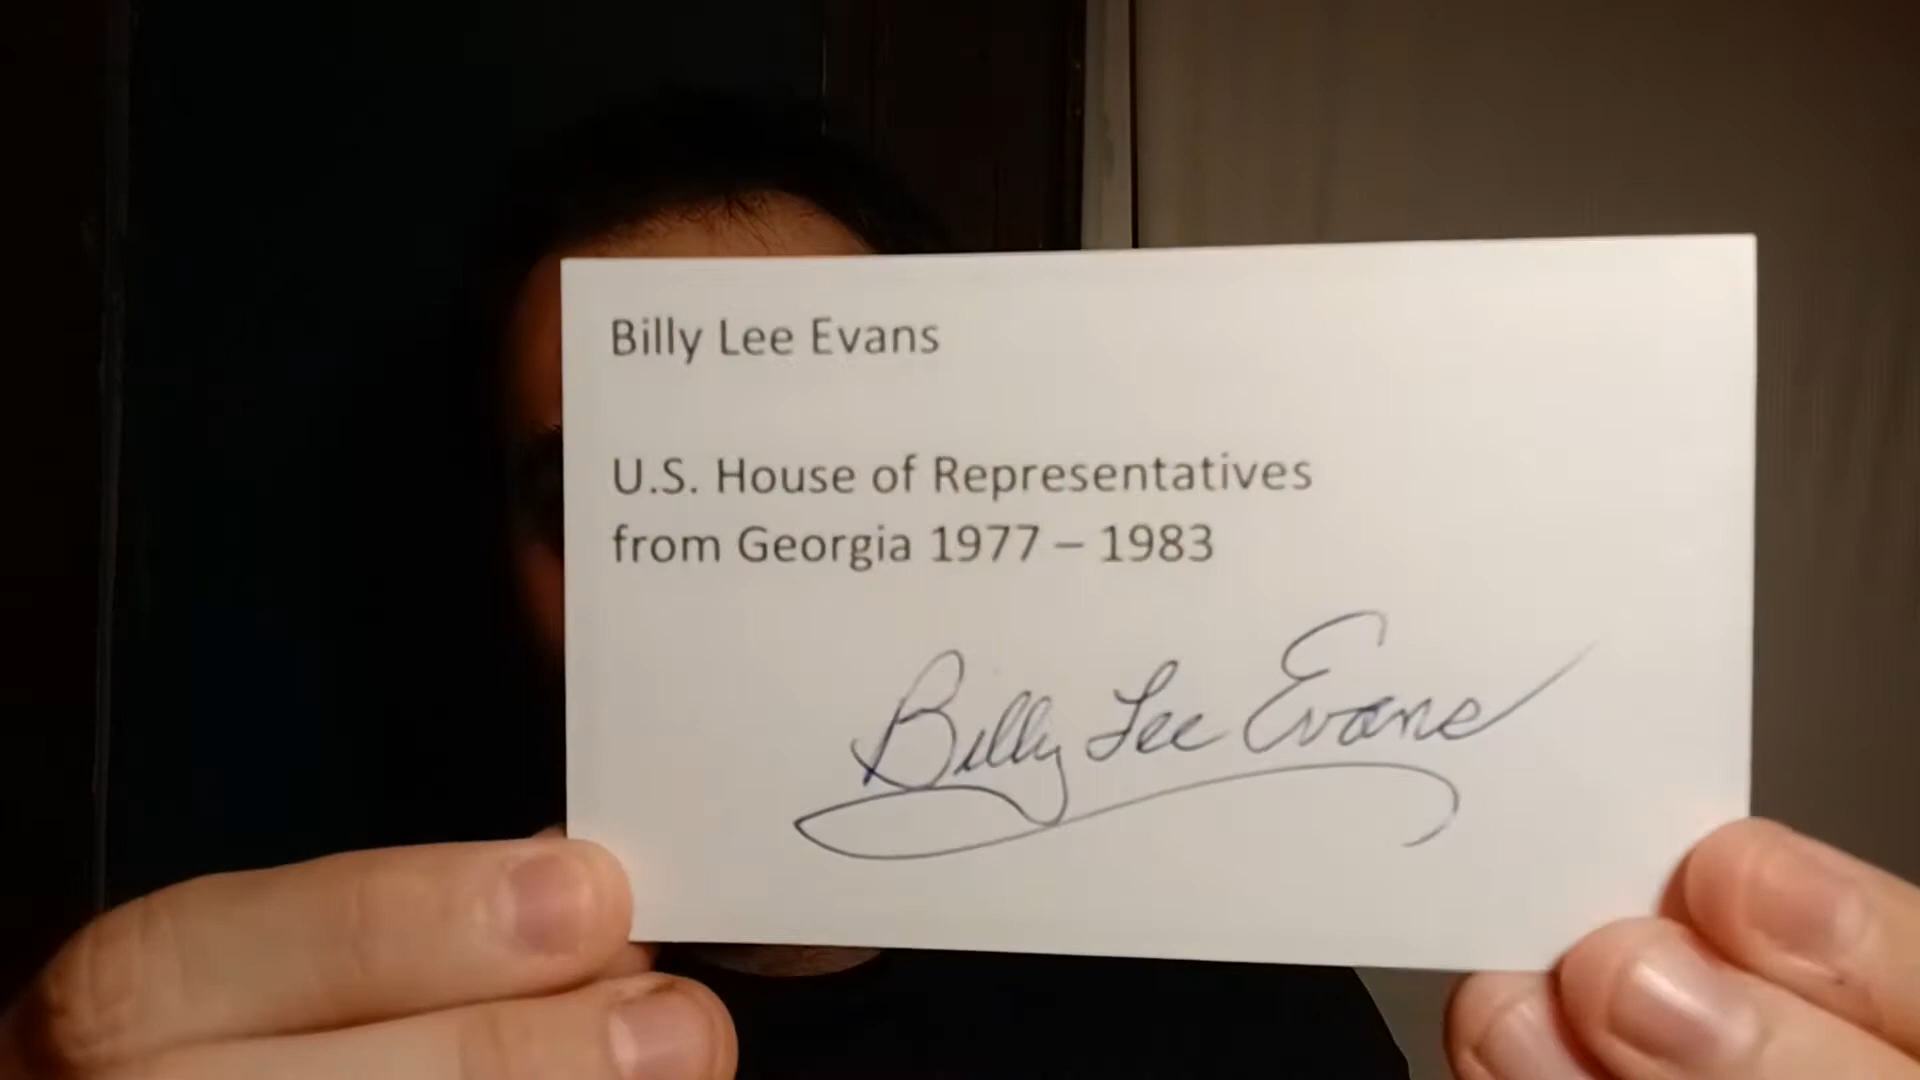 Billy Lee Evans
U.S. House of Representatives
from Georgia 1977 – 1983
Billy Lee Evans